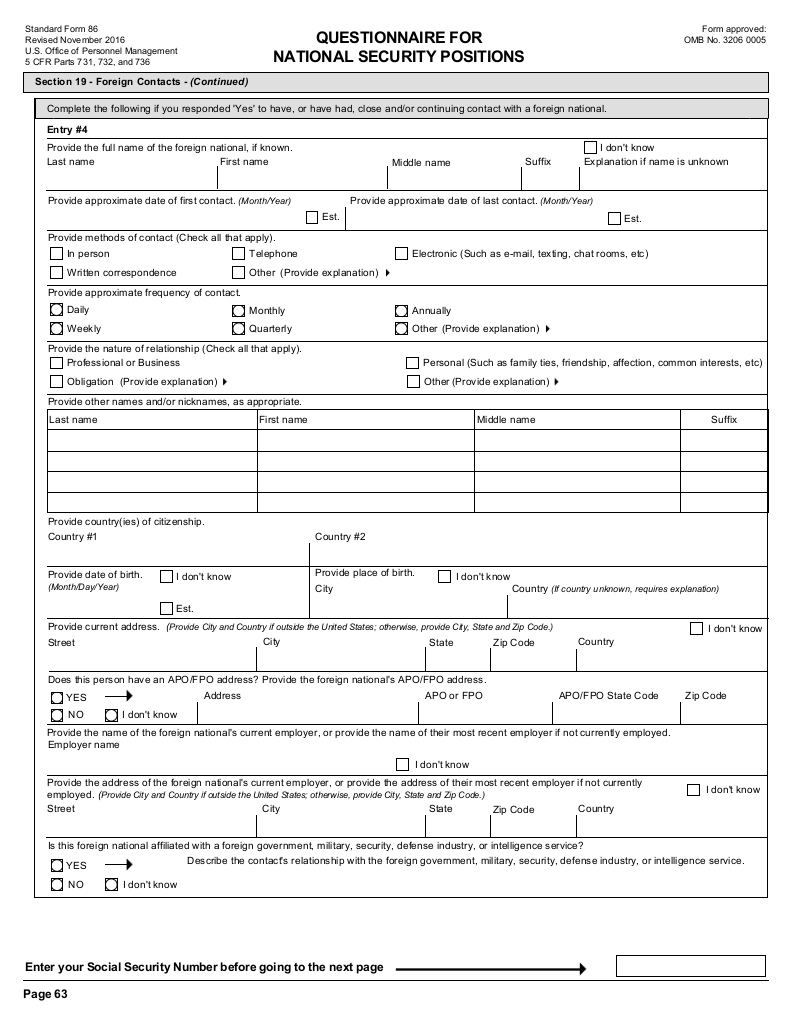 Standard Form 86
Revised November 2016
U.S. Office of Personnel Management
5 CFR Parts 731, 732, and 736
QUESTIONNAIRE FOR
NATIONAL SECURITY POSITIONS
Form approved:
OMB No. 3206 0005
Section 19 - Foreign Contacts - (Continued)
Complete the following if you responded 'Yes' to have, or have had, close and/or continuing contact with a foreign national.
Entry #4
Provide the full name of the foreign national, if known.
I don't know
Last name First name Middle name Suffix Explanation if name is unknown
Provide approximate date of first contact. (Month/Year) Provide approximate date of last contact. (Month/Year)
Est. Est.
Provide methods of contact (Check all that apply).
In person Telephone Electronic (Such as e-mail, texting, chat rooms, etc)
Written correspondence Other (Provide explanation)
Provide approximate frequency of contact.
Daily Monthly Annually
Weekly Quarterly Other (Provide explanation)
Provide the nature of relationship (Check all that apply).
Professional or Business Personal (Such as family ties, friendship, affection, common interests, etc)
Obligation (Provide explanation) Other (Provide explanation)
Provide other names and/or nicknames, as appropriate.
Last name First name Middle name Suffix
Provide country(ies) of citizenship.
Country #1 Country #2
Provide date of birth. I don't know Provide place of birth. I don't know
(Month/Day/Year) City Country (If country unknown, requires explanation)
Est.
Provide current address. (Provide City and Country if outside the United States; otherwise, provide City, State and Zip Code.) I don't know
Street City State Zip Code Country
Does this person have an APO/FPO address? Provide the foreign national's APO/FPO address.
YES Address APO or FPO APO/FPO State Code Zip Code
NO I don't know
Provide the name of the foreign national's current employer, or provide the name of their most recent employer if not currently employed.
Employer name
I don't know
Provide the address of the foreign national's current employer, or provide the address of their most recent employer if not currently
employed. (Provide City and Country if outside the United States; otherwise, provide City, State and Zip Code.) I don't know
Street City State Zip Code Country
Is this foreign national affiliated with a foreign government, military, security, defense industry, or intelligence service?
YES Describe the contact's relationship with the foreign government, military, security, defense industry, or intelligence service.
NO I don't know
Enter your Social Security Number before going to the next page
Page 63